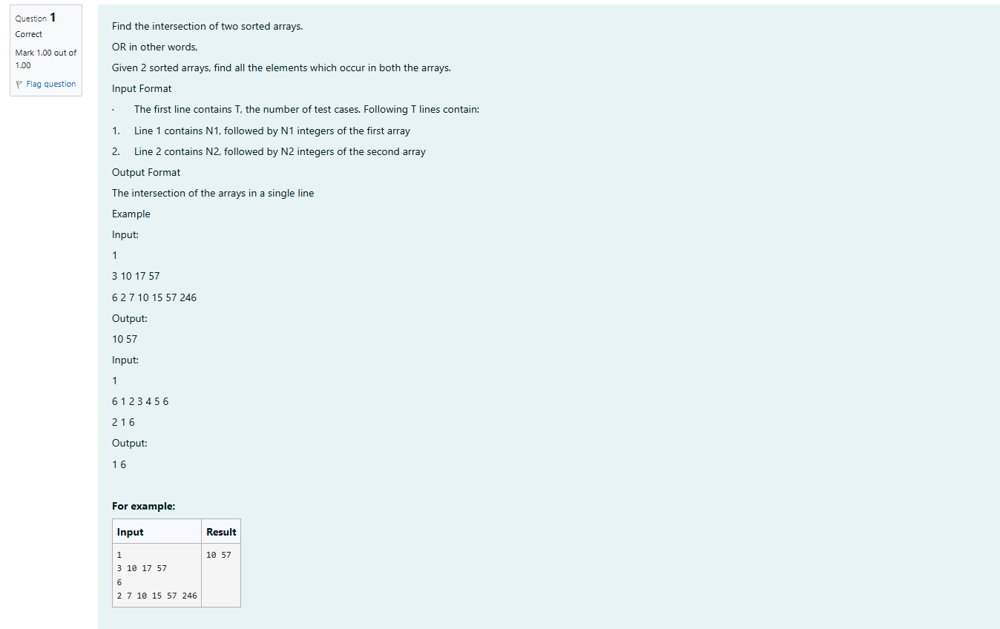 Question 1
Correct
Mark 1.00 out of
1.00
Flag question
Find the intersection of two sorted arrays.
OR in other words,
Given 2 sorted arrays, find all the elements which occur in both the arrays.
Input Format
· The first line contains T, the number of test cases. Following T lines contain:
1. Line 1 contains N1, followed by N1 integers of the first array
2. Line 2 contains N2, followed by N2 integers of the second array
Output Format
The intersection of the arrays in a single line
Example
Input:
1
3 10 17 57
6 2 7 10 15 57 246
Output:
10 57
Input:
1
6 1 2 3 4 5 6
2 1 6
Output:
1 6
For example:
Input Result
1 10 57
3 10 17 57
6
2 7 10 15 57 246